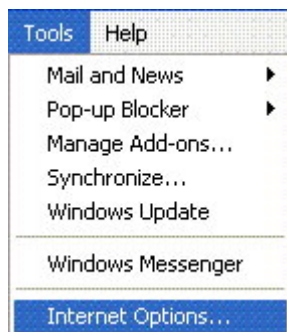 Tools Help
Mail and News
Pop-up Blocker
Manage Add-ons...
Synchronize...
Windows Update
Windows Messenger
Internet Options...